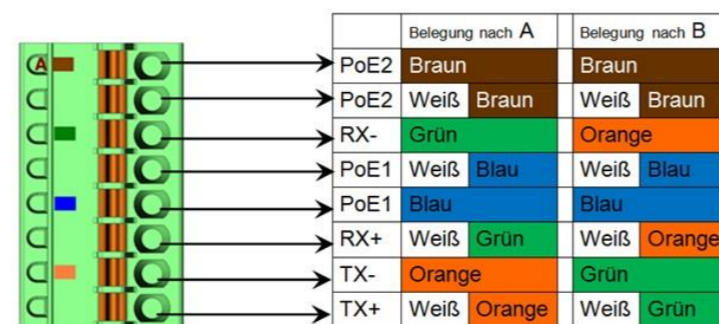 Belegung nach A Belegung nach B
A PoE2 Braun Braun
PoE2 Weiß Braun Weiß Braun
RX- Grün Orange
PoE1 Weiß Blau Weiß Blau
PoE1 Blau Blau
RX+ Weiß Grün Weiß Orange
TX- Orange Grün
TX+ Weiß Orange Weiß Grün